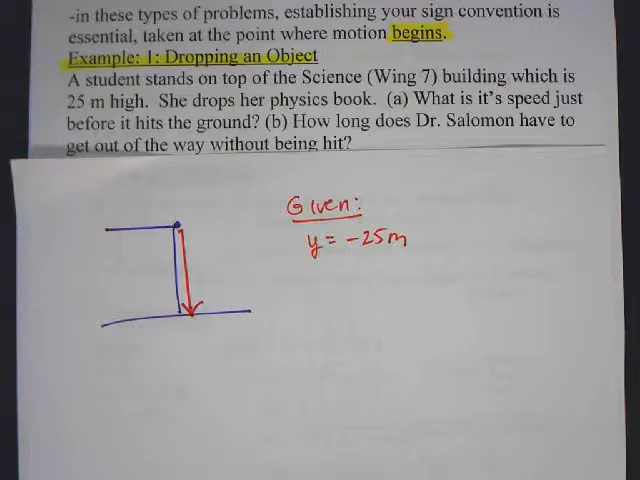 -in these types of problems, establishing your sign convention is
essential, taken at the point where motion begins.
Example: 1: Dropping an Object
A student stands on top of the Science (Wing 7) building which is
25 m high. She drops her physics book. (a) What is it's speed just
before it hits the ground? (b) How long does Dr. Salomon have to
get out of the way without being hit?
Given:
y = -25m